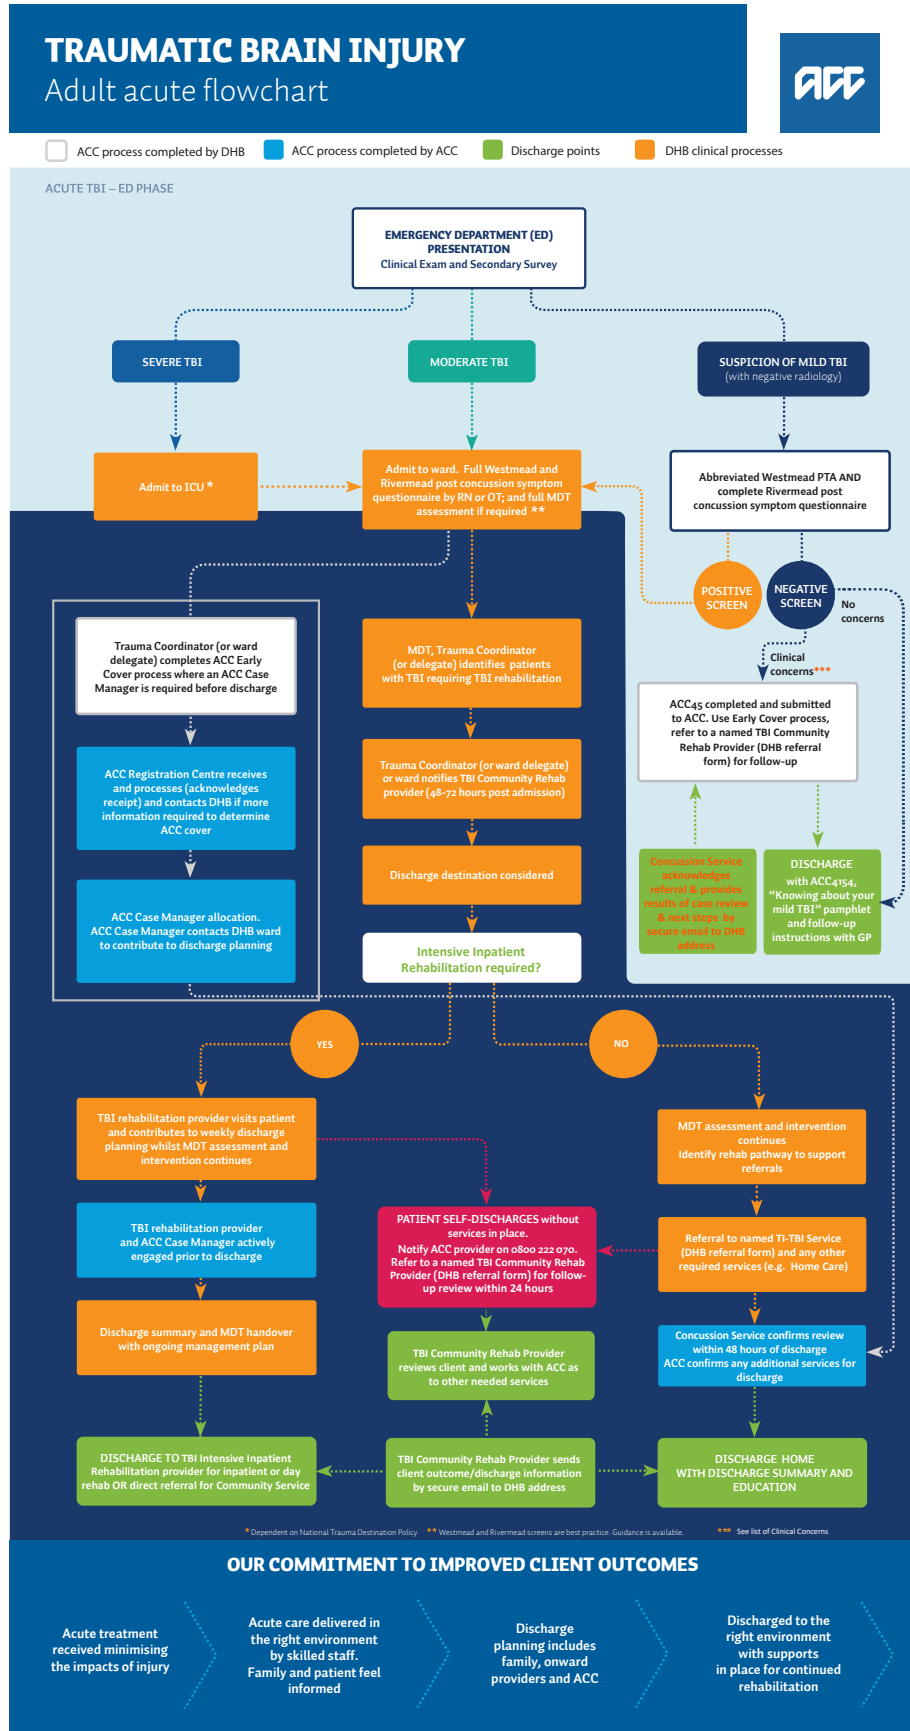 TRAUMATIC BRAIN INJURY
Adult acute flowchart
ACC
ACC process completed by DHB
ACC process completed by ACC
Discharge points
DHB clinical processes
ACUTE TBI – ED PHASE
EMERGENCY DEPARTMENT (ED)
PRESENTATION
Clinical Exam and Secondary Survey
SEVERE TBI
MODERATE TBI
SUSPICION OF MILD TBI
(with negative radiology)
Admit to ICU *
Admit to ward. Full Westmead and
Rivermead post concussion symptom
questionnaire by RN or OT; and full MDT
assessment if required **
Abbreviated Westmead PTA AND
complete Rivermead post
concussion symptom questionnaire
POSITIVE
SCREEN
NEGATIVE
SCREEN
No
concerns
Clinical
concerns***
Trauma Coordinator (or ward
delegate) completes ACC Early
Cover process where an ACC Case
Manager is required before discharge
MDT, Trauma Coordinator
(or delegate) identifies patients
with TBI requiring TBI rehabilitation
ACC45 completed and submitted
to ACC. Use Early Cover process,
refer to a named TBI Community
Rehab Provider (DHB referral
form) for follow-up
ACC Registration Centre receives
and processes (acknowledges
receipt) and contacts DHB if more
information required to determine
ACC cover
Trauma Coordinator (or ward delegate)
or ward notifies TBI Community Rehab
provider (48-72 hours post admission)
Discharge destination considered
Concussion Service
acknowledges
referral & provides
results of case review
& next steps by
secure email to DHB
address
DISCHARGE
with ACC4154,
“Knowing about your
mild TBI” pamphlet
and follow-up
instructions with GP
ACC Case Manager allocation.
ACC Case Manager contacts DHB ward
to contribute to discharge planning
Intensive Inpatient
Rehabilitation required?
YES
NO
TBI rehabilitation provider visits patient
and contributes to weekly discharge
planning whilst MDT assessment and
intervention continues
MDT assessment and intervention
continues
Identify rehab pathway to support
referrals
TBI rehabilitation provider
and ACC Case Manager actively
engaged prior to discharge
PATIENT SELF-DISCHARGES without
services in place.
Notify ACC provider on 0800 222 070.
Refer to a named TBI Community Rehab
Provider (DHB referral form) for follow-
up review within 24 hours
Referral to named TI-TBI Service
(DHB referral form) and any other
required services (e.g. Home Care)
Discharge summary and MDT handover
with ongoing management plan
TBI Community Rehab Provider
reviews client and works with ACC as
to other needed services
Concussion Service confirms review
within 48 hours of discharge
ACC confirms any additional services for
discharge
DISCHARGE TO TBI Intensive Inpatient
Rehabilitation provider for inpatient or day
rehab OR direct referral for Community Service
TBI Community Rehab Provider sends
client outcome/discharge information
by secure email to DHB address
DISCHARGE HOME
WITH DISCHARGE SUMMARY AND
EDUCATION
* Dependent on National Trauma Destination Policy
** Westmead and Rivermead screens are best practice. Guidance is available.
*** See list of Clinical Concerns
OUR COMMITMENT TO IMPROVED CLIENT OUTCOMES
Acute treatment
received minimising
the impacts of injury
Acute care delivered in
the right environment
by skilled staff.
Family and patient feel
informed
Discharge
planning includes
family, onward
providers and ACC
Discharged to the
right environment
with supports
in place for continued
rehabilitation